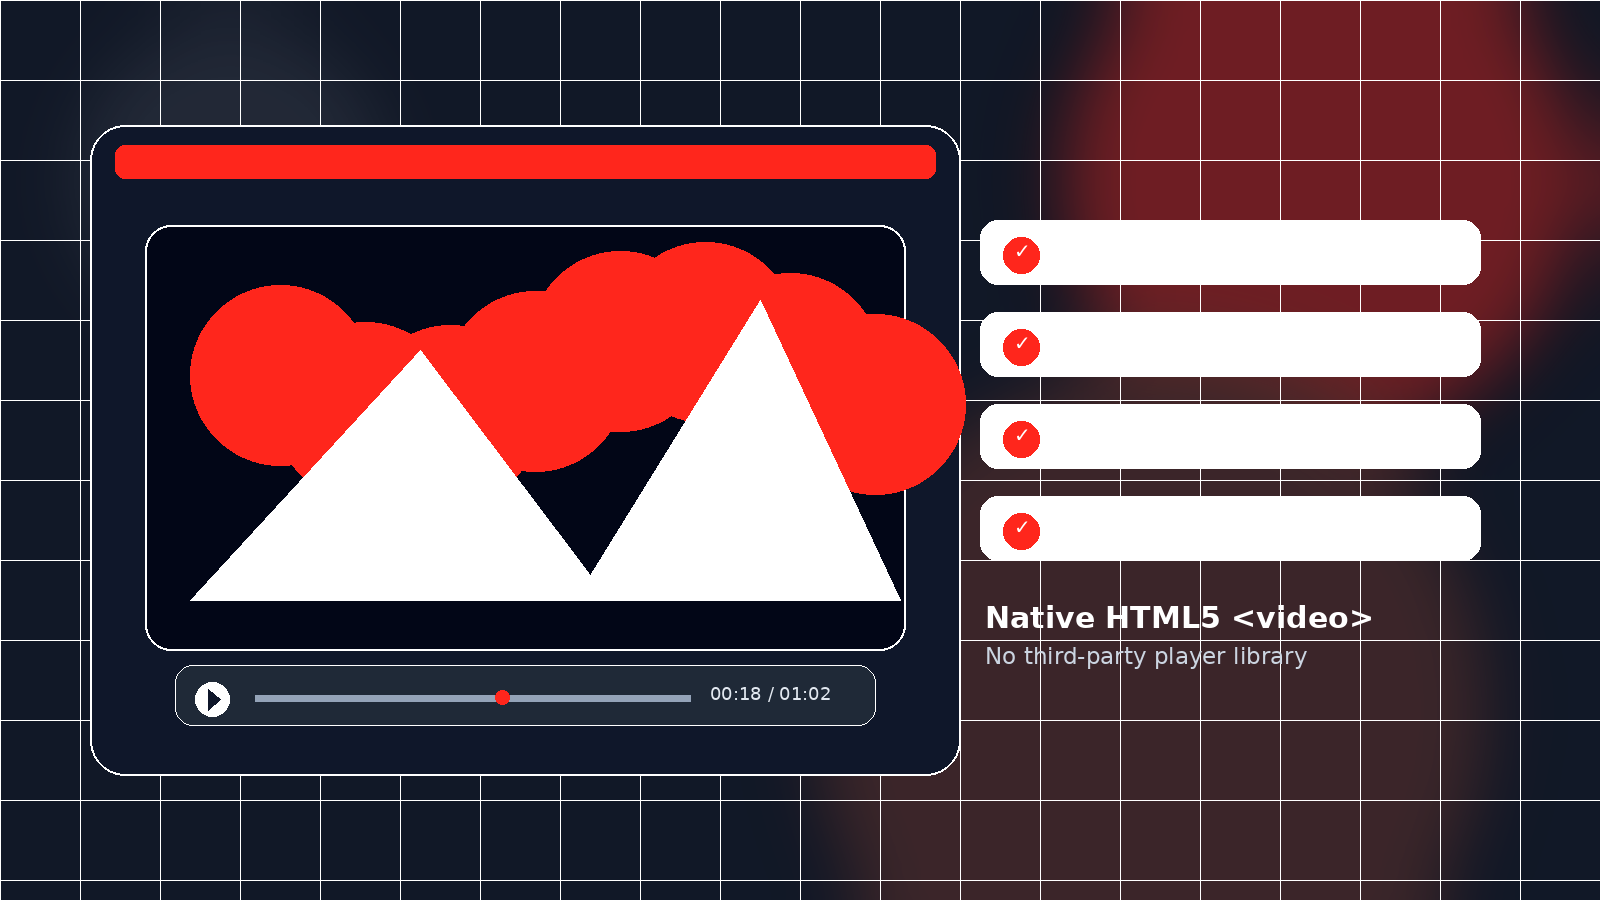 ✓
✓
✓
✓
Native HTML5 <video>
No third-party player library
00:18 / 01:02